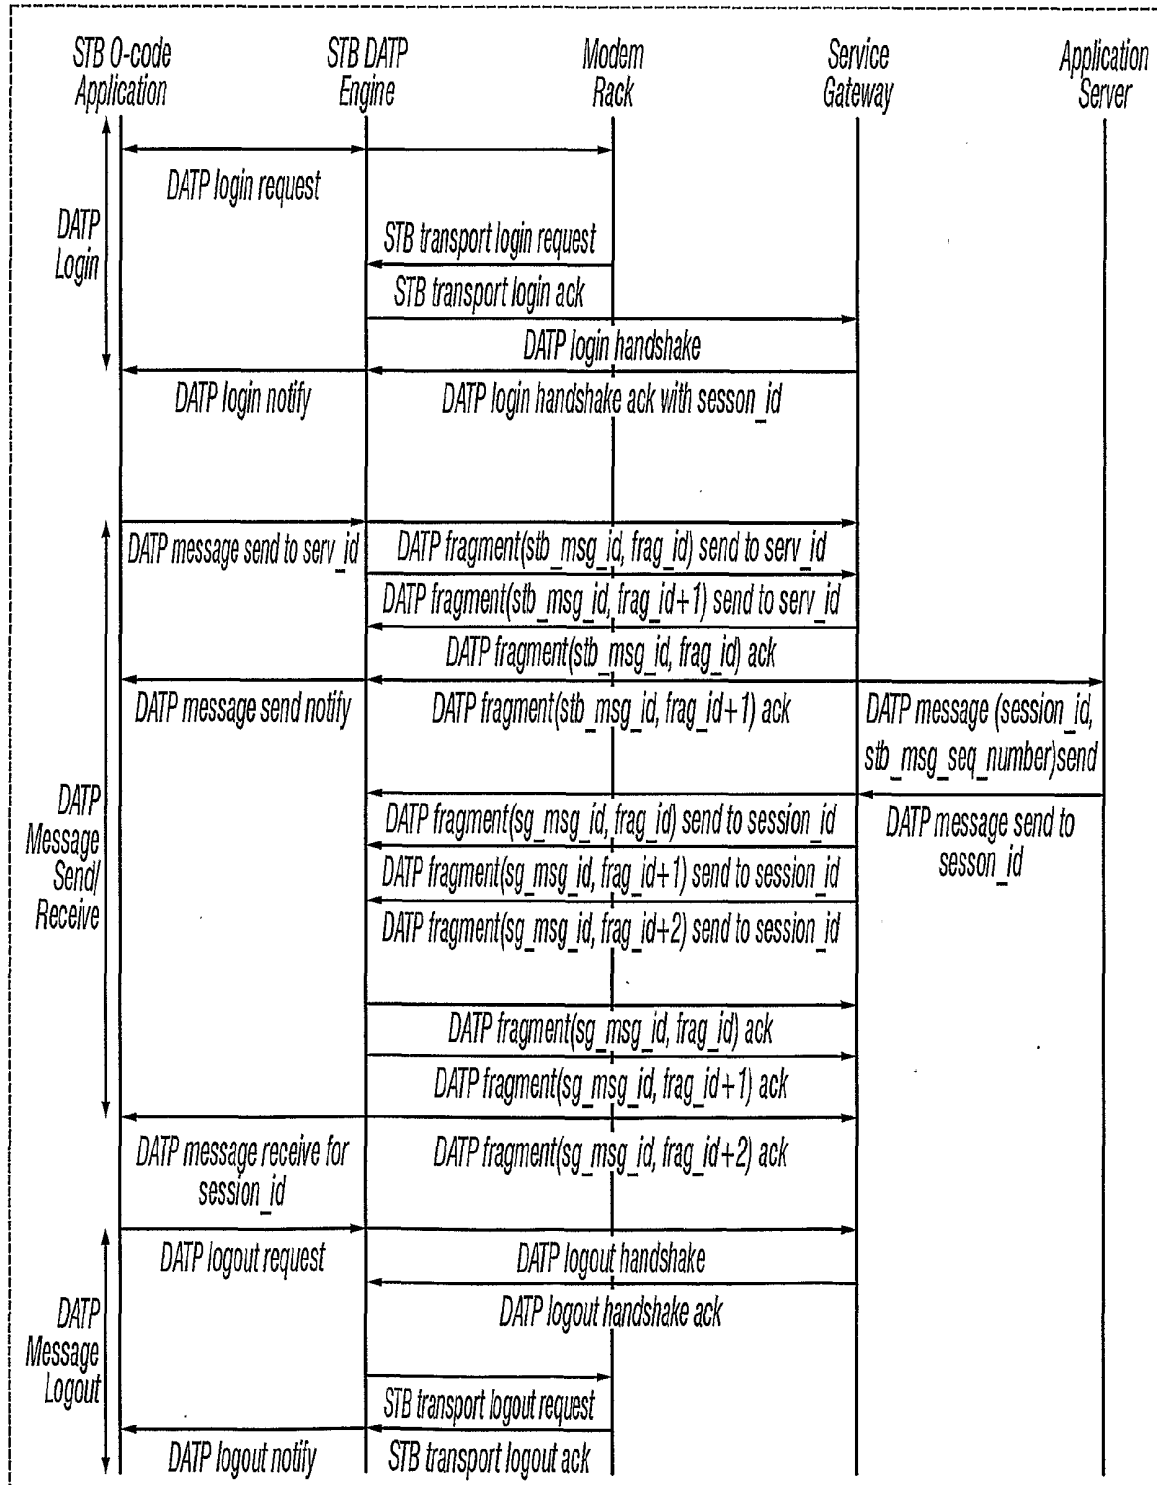 STB O-code
Application
STB DATP
Engine
Modem
Rack
Service
Gateway
Application
Server
DATP
Login
DATP login request
STB transport login request
STB transport login ack
DATP login handshake
DATP login notify
DATP login handshake ack with sesson_id
DATP message send to serv_id
DATP fragment(stb_msg_id, frag_id) send to serv_id
DATP fragment(stb_msg_id, frag_id+1) send to serv_id
DATP fragment(stb_msg_id, frag_id) ack
DATP message send notify
DATP fragment(stb_msg_id, frag_id+1) ack
DATP message (session_id,
stb_msg_seq_number)send
DATP
Message
Send/
Receive
DATP fragment(sg_msg_id, frag_id) send to session_id
DATP message send to
sesson_id
DATP fragment(sg_msg_id, frag_id+1) send to session_id
DATP fragment(sg_msg_id, frag_id+2) send to session_id
DATP fragment(sg_msg_id, frag_id) ack
DATP fragment(sg_msg_id, frag_id+1) ack
DATP message receive for
session_id
DATP fragment(sg_msg_id, frag_id+2) ack
DATP logout request
DATP logout handshake
DATP logout handshake ack
DATP
Message
Logout
STB transport logout request
DATP logout notify
STB transport logout ack